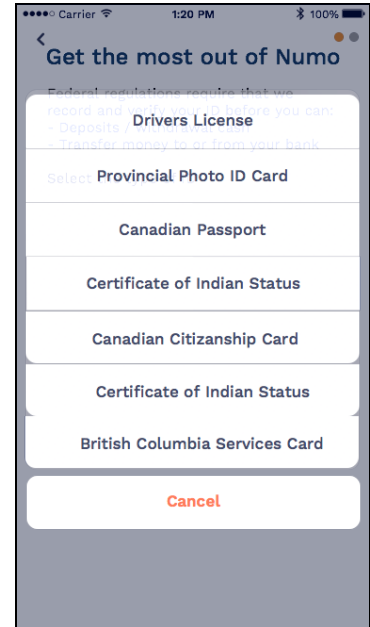 Carrier 1:20 PM 100%
Get the most out of Numo
Federal regulations require that we
record and verify your ID before you can:
- Deposits / withdrawal cash
- Transfer money to or from your bank
Select
Drivers License
Provincial Photo ID Card
Canadian Passport
Certificate of Indian Status
Canadian Citizanship Card
Certificate of Indian Status
British Columbia Services Card
Cancel